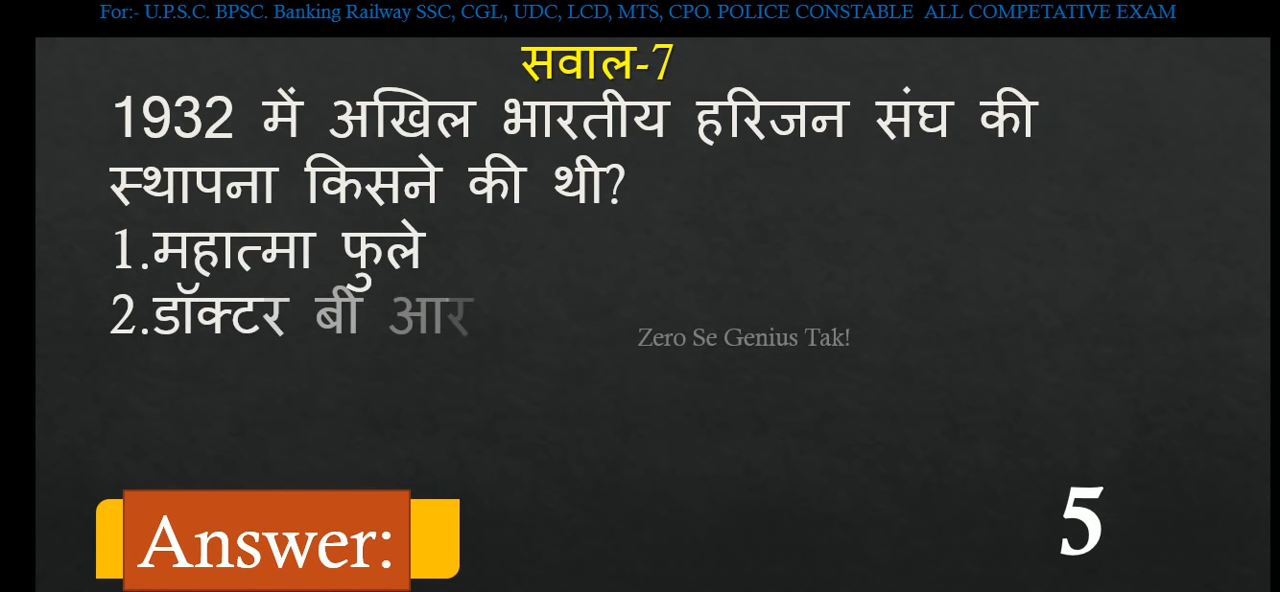 For:- U.P.S.C. BPSC. Banking Railway SSC, CGL, UDC, LCD, MTS, CPO. POLICE CONSTABLE ALL COMPETATIVE EXAM
सवाल-7
1932 में अखिल भारतीय हरिजन संघ की
स्थापना किसने की थी?
1.महात्मा फुले
2.डॉक्टर बी आर
Zero Se Genius Tak!
Answer:
5